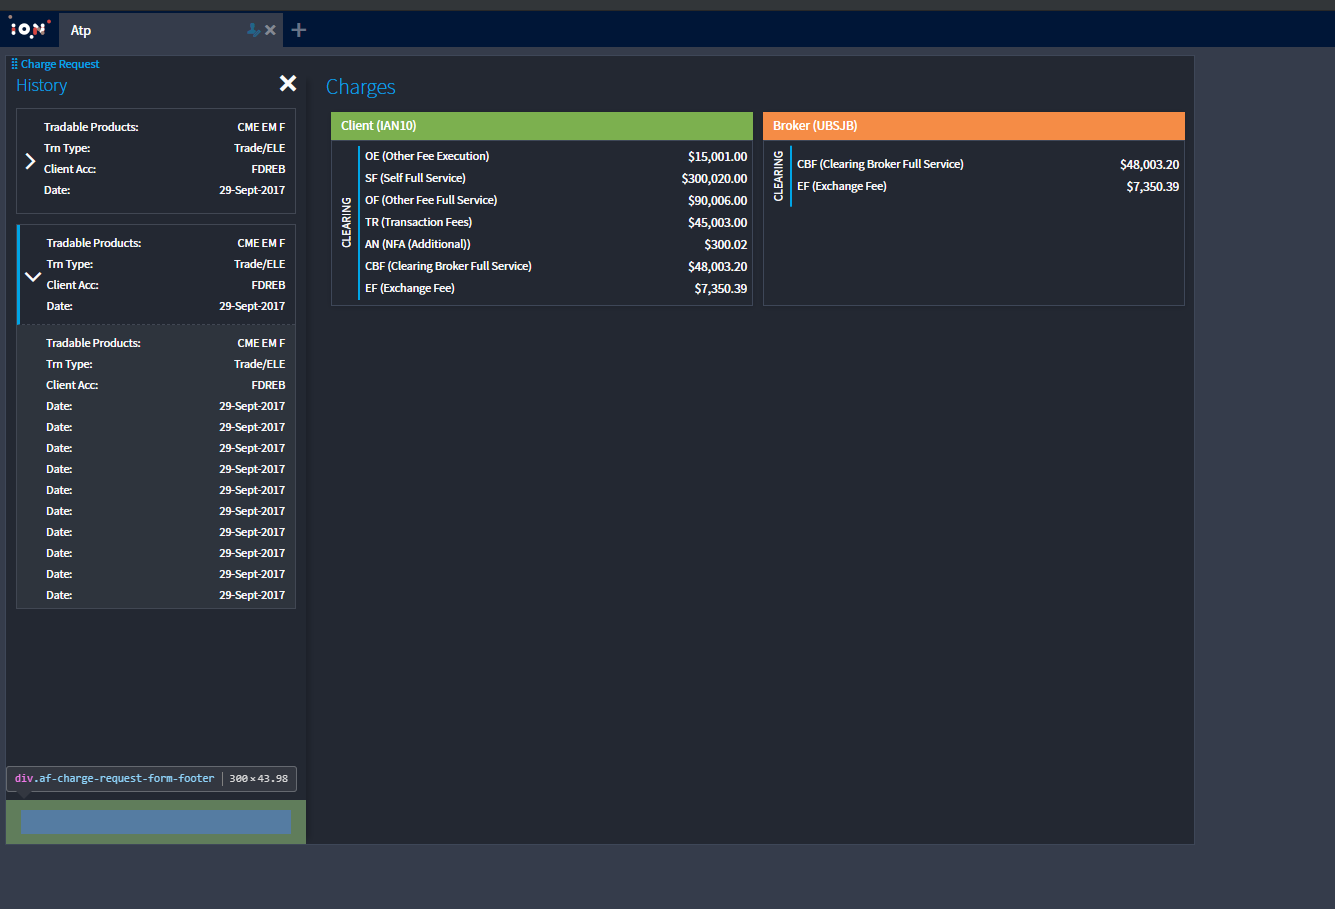 iON
Atp
Charge Request
History
Tradable Products: CME EM F
Trn Type: Trade/ELE
Client Acc: FDREB
Date: 29-Sept-2017
Tradable Products: CME EM F
Trn Type: Trade/ELE
Client Acc: FDREB
Date: 29-Sept-2017
Tradable Products: CME EM F
Trn Type: Trade/ELE
Client Acc: FDREB
Date: 29-Sept-2017
Date: 29-Sept-2017
Date: 29-Sept-2017
Date: 29-Sept-2017
Date: 29-Sept-2017
Date: 29-Sept-2017
Date: 29-Sept-2017
Date: 29-Sept-2017
Date: 29-Sept-2017
Date: 29-Sept-2017
div.af-charge-request-form-footer 300×43.98
Charges
Client (IAN10)
CLEARING
OE (Other Fee Execution) $15,001.00
SF (Self Full Service) $300,020.00
OF (Other Fee Full Service) $90,006.00
TR (Transaction Fees) $45,003.00
AN (NFA (Additional)) $300.02
CBF (Clearing Broker Full Service) $48,003.20
EF (Exchange Fee) $7,350.39
Broker (UBSJB)
CLEARING
CBF (Clearing Broker Full Service) $48,003.20
EF (Exchange Fee) $7,350.39